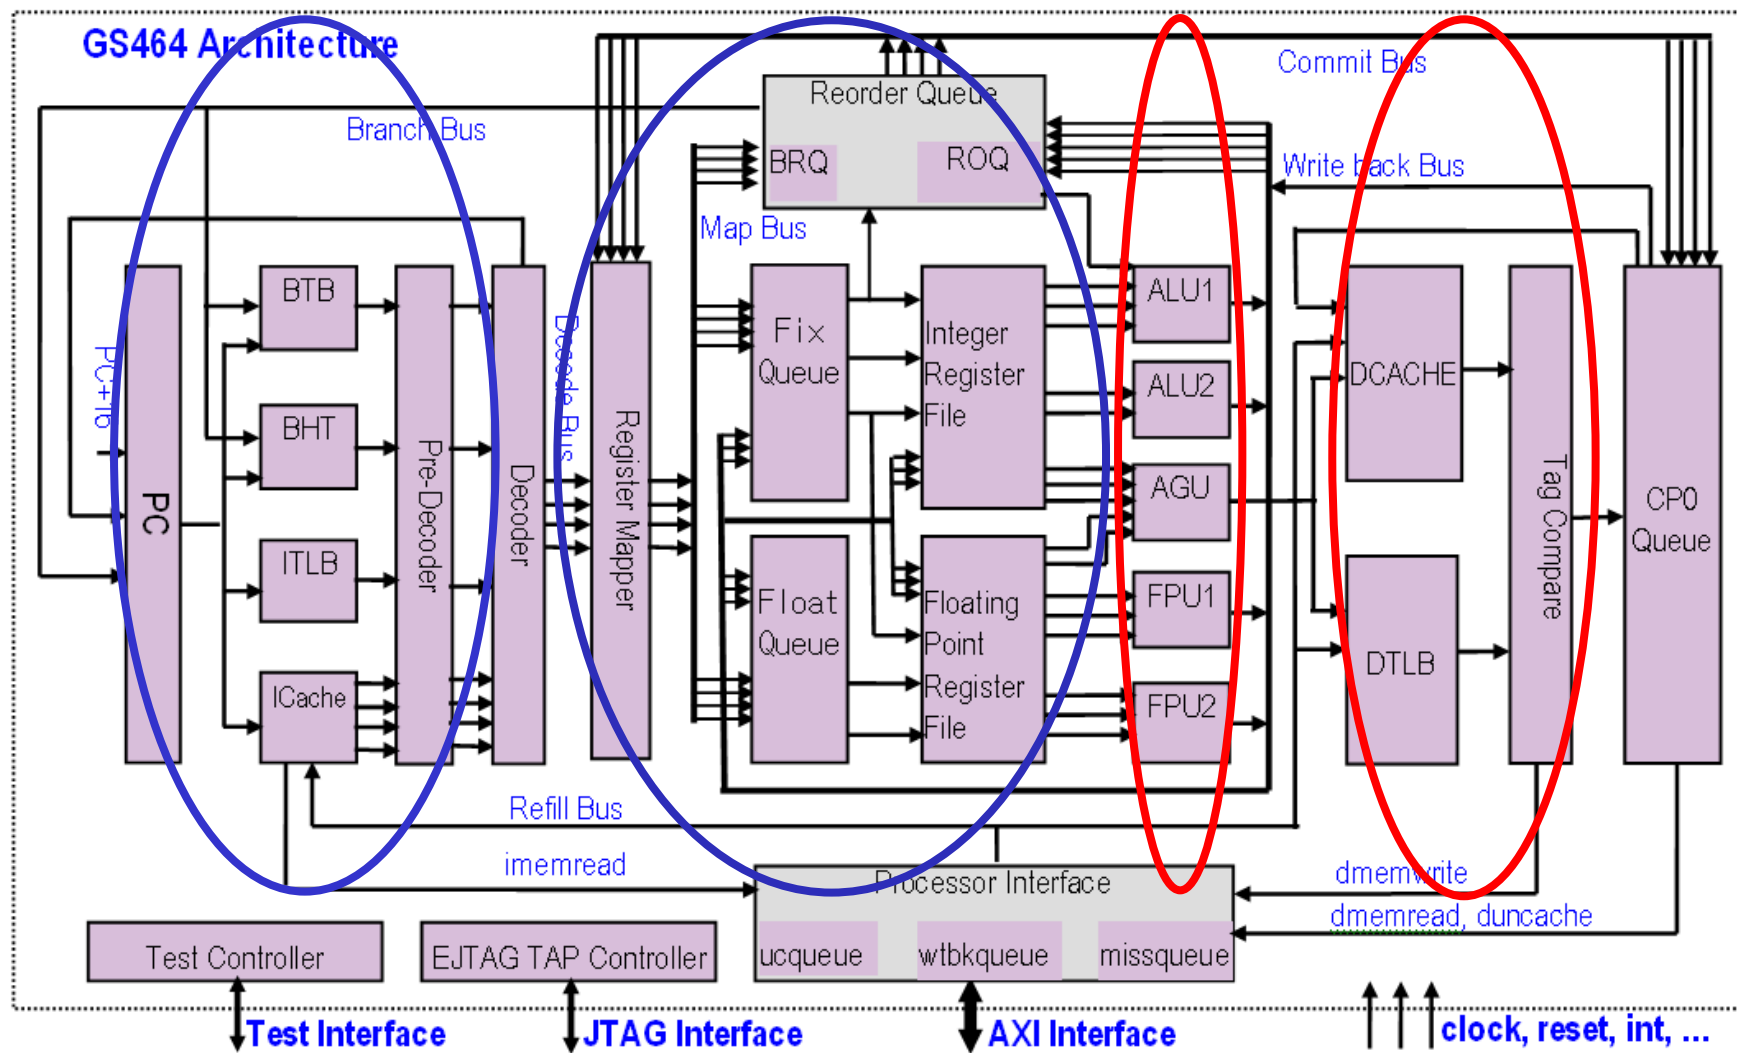 GS464 Architecture
Commit Bus
Reorder Queue
Branch Bus
BRQ
ROQ
Write back Bus
Map Bus
PC+16
BTB
BHT
ITLB
ICache
PC
Pre-Decoder
Decoder
Decode Bus
Register Mapper
Fix
Queue
Float
Queue
Integer
Register
File
Floating
Point
Register
File
ALU1
ALU2
AGU
FPU1
FPU2
DCACHE
DTLB
Tag Compare
CP0
Queue
Refill Bus
imemread
Processor Interface
dmemwrite
dmemread, duncache
ucqueue
wtbkqueue
missqueue
Test Controller
EJTAG TAP Controller
Test Interface
JTAG Interface
AXI Interface
clock, reset, int, ...